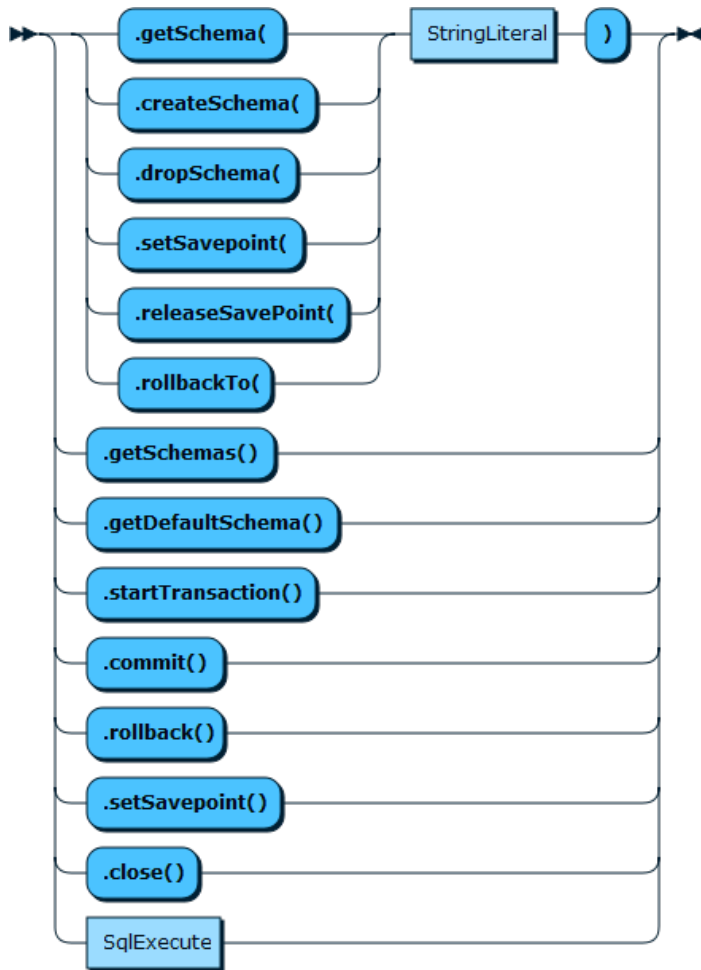 .getSchema( StringLiteral )
.createSchema(
.dropSchema(
.setSavepoint(
.releaseSavePoint(
.rollbackTo(
.getSchemas()
.getDefaultSchema()
.startTransaction()
.commit()
.rollback()
.setSavepoint()
.close()
SqlExecute